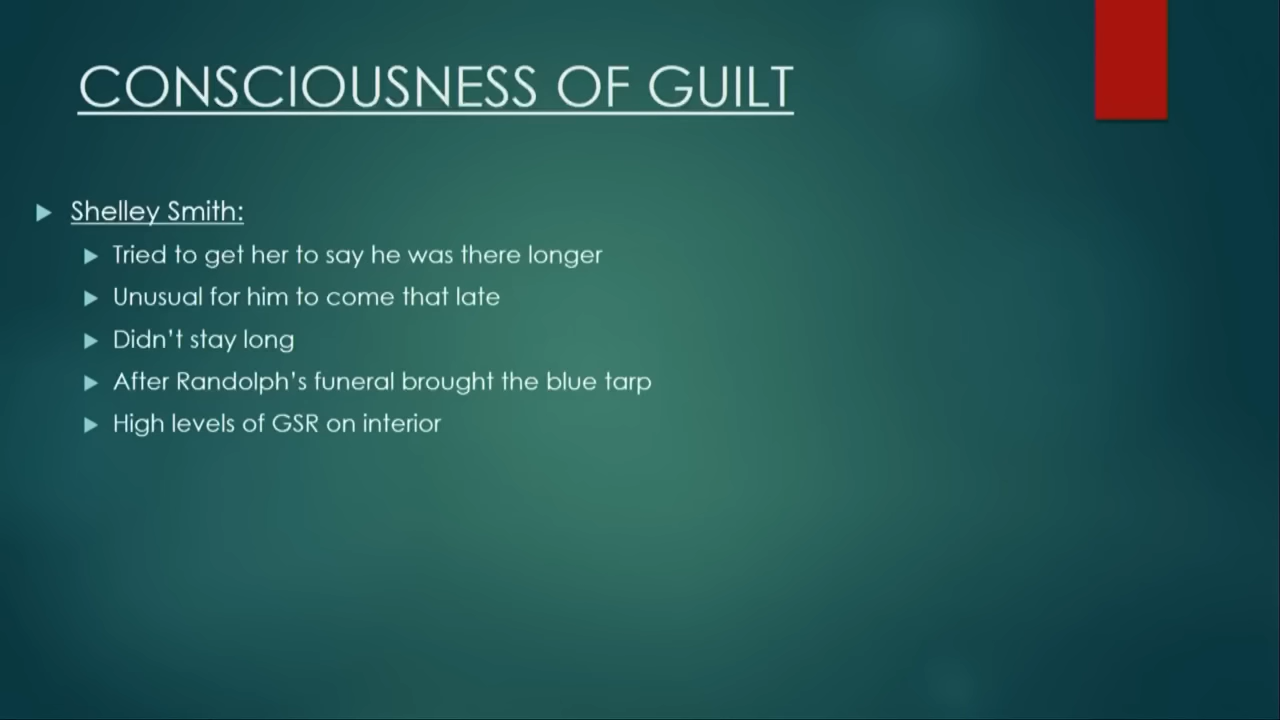 CONSCIOUSNESS OF GUILT
Shelley Smith:
Tried to get her to say he was there longer
Unusual for him to come that late
Didn't stay long
After Randolph's funeral brought the blue tarp
High levels of GSR on interior